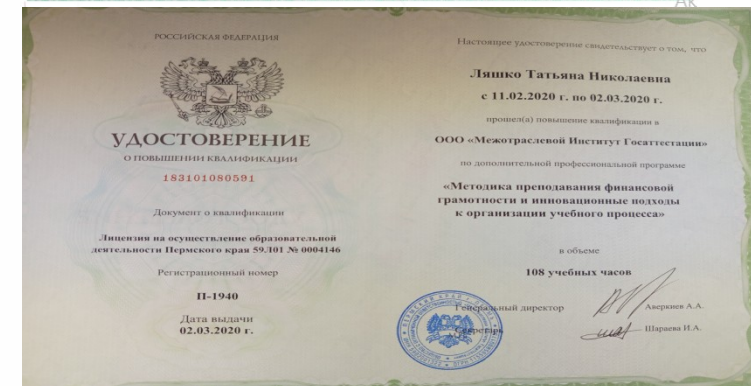 РОССИЙСКАЯ ФЕДЕРАЦИЯ
УДОСТОВЕРЕНИЕ
О ПОВЫШЕНИИ КВАЛИФИКАЦИИ
183101080591
Документ о квалификации
Лицензия на осуществление образовательной
деятельности Пермского края 59Л01 № 0004146
Регистрационный номер
П-1940
Дата выдачи
02.03.2020 г.
Настоящее удостоверение свидетельствует о том, что
Ляшко Татьяна Николаевна
с 11.02.2020 г. по 02.03.2020 г.
прошел(а) повышение квалификации в
ООО «Межотраслевой Институт Госаттестации»
по дополнительной профессиональной программе
«Методика преподавания финансовой
грамотности и инновационные подходы
к организации учебного процесса»
в объеме
108 учебных часов
Генеральный директор
Аверкиев А.А.
Секретарь
Шараева И.А.